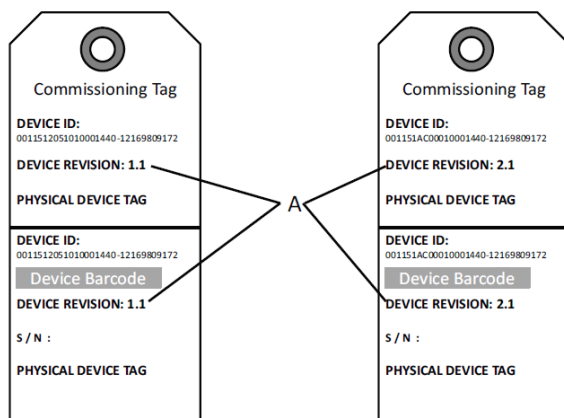 Commissioning Tag
DEVICE ID:
0011512051010001440-12169809172
DEVICE REVISION: 1.1
PHYSICAL DEVICE TAG
DEVICE ID:
0011512051010001440-12169809172
Device Barcode
DEVICE REVISION: 1.1
S / N :
PHYSICAL DEVICE TAG
A
Commissioning Tag
DEVICE ID:
001151AC00010001440-12169809172
DEVICE REVISION: 2.1
PHYSICAL DEVICE TAG
DEVICE ID:
001151AC00010001440-12169809172
Device Barcode
DEVICE REVISION: 2.1
S / N :
PHYSICAL DEVICE TAG